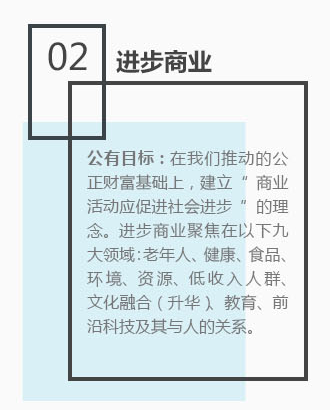 02
进步商业
公有目标：在我们推动的公
正财富基础上，建立“ 商业
活动应促进社会进步 ”的理
念。进步商业聚焦在以下九
大领域：老年人、健康、食品、
环境、资源、低收入人群、
文化融合（升华）、教育、前
沿科技及其与人的关系。